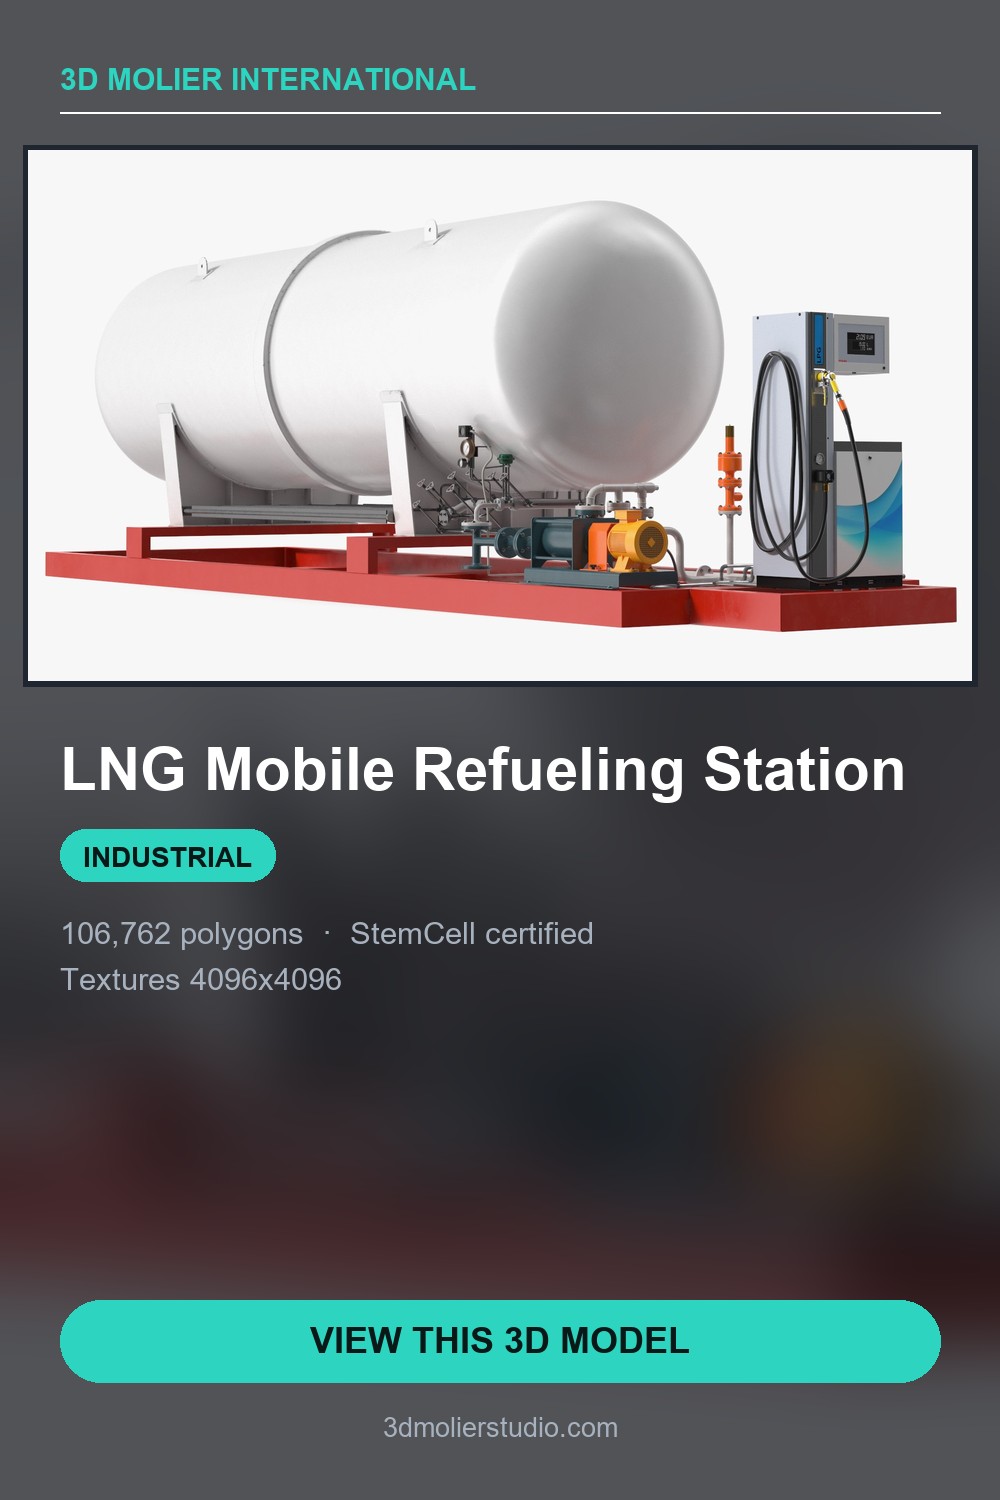 3D MOLIER INTERNATIONAL
LPG
LNG Mobile Refueling Station
INDUSTRIAL
106,762 polygons · StemCell certified
Textures 4096x4096
VIEW THIS 3D MODEL
3dmolierstudio.com